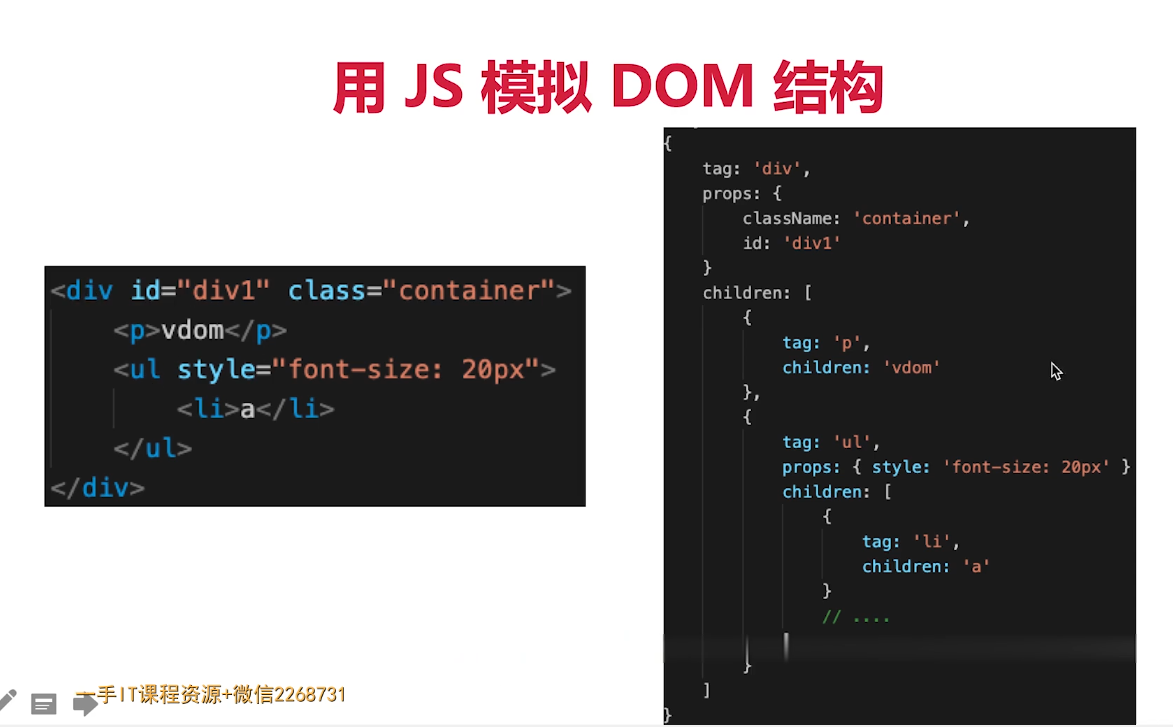 用 JS 模拟 DOM 结构
<div id="div1" class="container">
<p>vdom</p>
<ul style="font-size: 20px">
<li>a</li>
</ul>
</div>
{
tag: 'div',
props: {
className: 'container',
id: 'div1'
}
children: [
{
tag: 'p',
children: 'vdom'
},
{
tag: 'ul',
props: { style: 'font-size: 20px' }
children: [
{
tag: 'li',
children: 'a'
}
// ....
}
]
}
一手IT课程资源+微信2268731